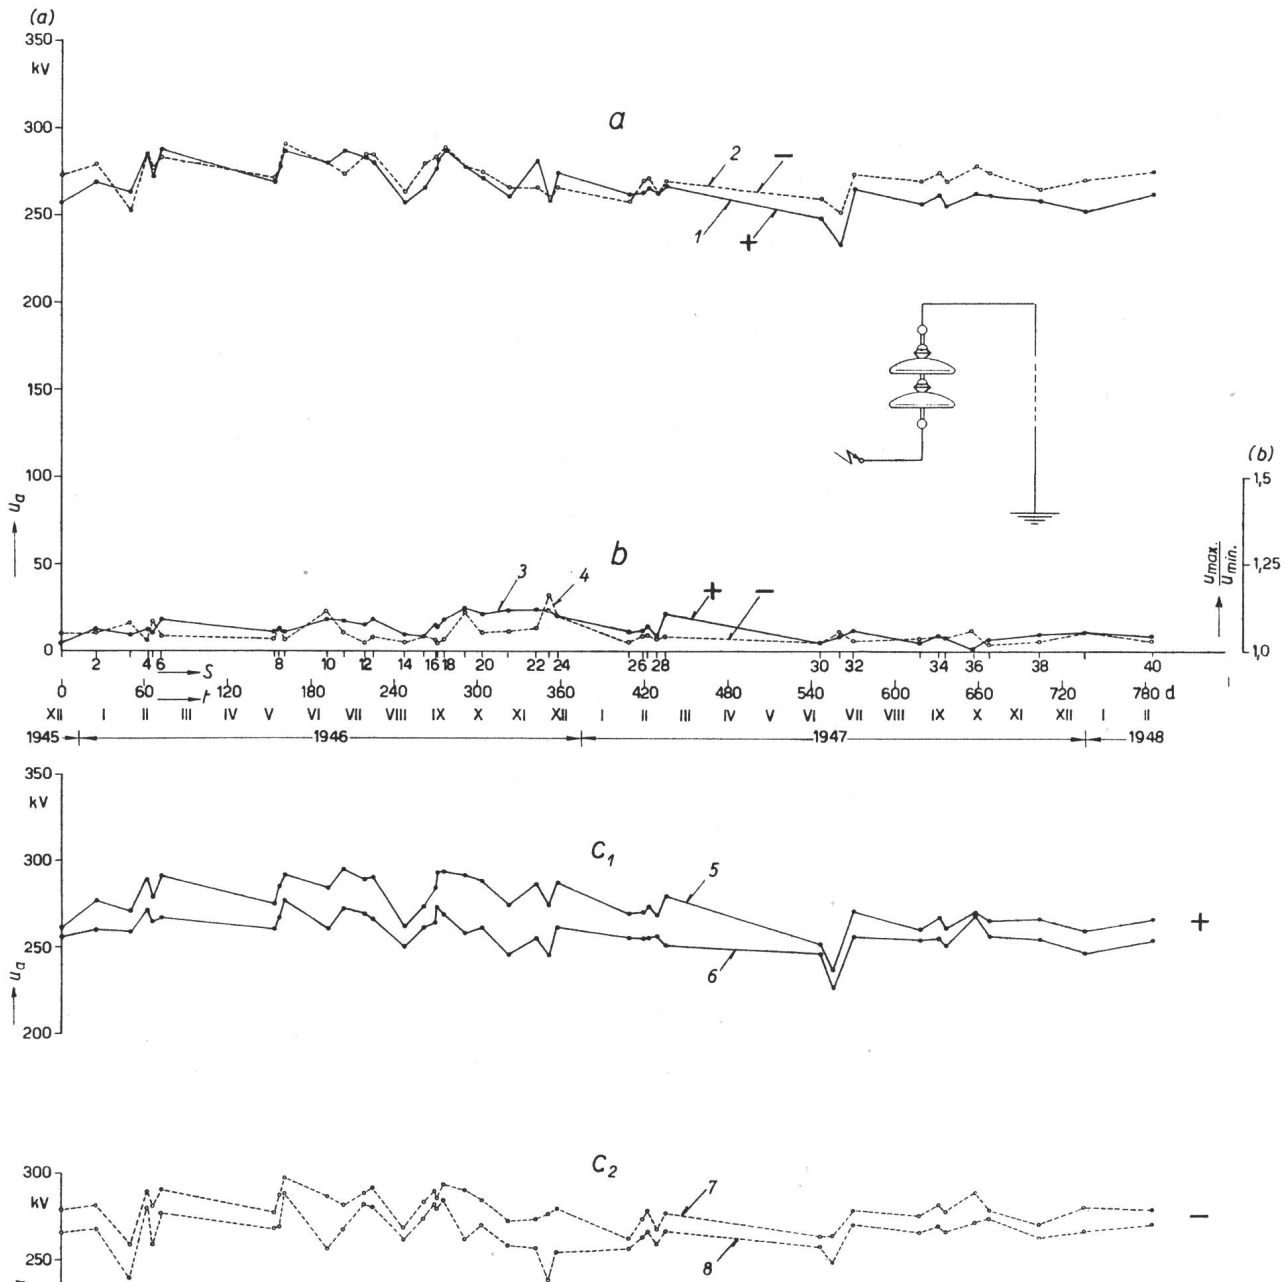 (a)
350
kV
300
250
200
150
100
50
0
u_a
a
2 −
1 +
(b)
1,5
1,25
1,0
u_max. / u_min.
b
3 4 + −
2 4 6 8 10 12 14 16 18 20 22 24 26 28 30 32 34 36 38 40
S
0 60 120 180 240 300 360 420 480 540 600 660 720 780 d
t
XII I II III IV V VI VII VIII IX X XI XII I II III IV V VI VII VIII IX X XI XII I II
1945 1946 1947 1948
350
kV
300
250
200
u_a
C₁
5
6
+
C₂
300
kV
250
7
8
−